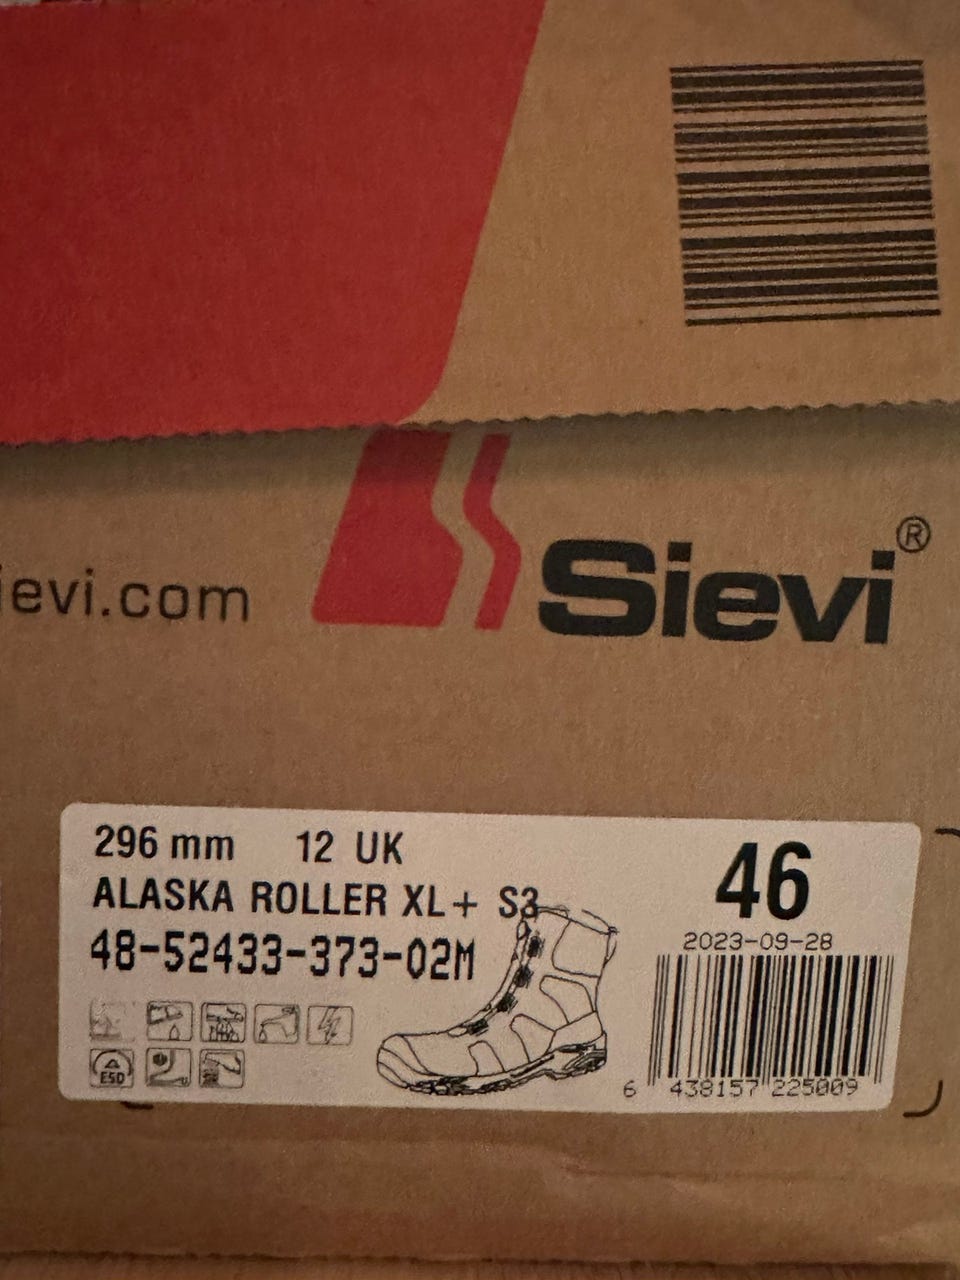 ievi.com
Sievi®
296 mm 12 UK
ALASKA ROLLER XL+ S3
48-52433-373-02M
46
2023-09-28
ESD
6 438157 225009